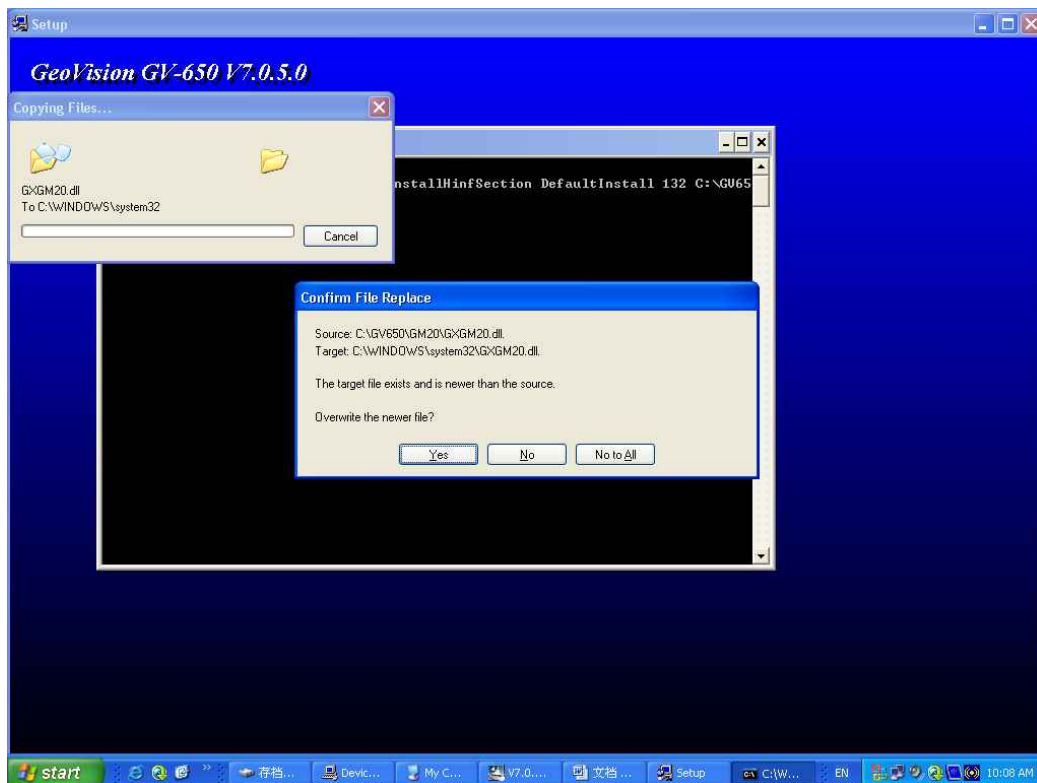 Setup
GeoVision GV-650 V7.0.5.0
Copying Files...
GXGM20.dll
To C:\WINDOWS\system32
Cancel
nstallHinfSection DefaultInstall 132 C:\GV65
Confirm File Replace
Source: C:\GV650\GM20\GXGM20.dll.
Target: C:\WINDOWS\system32\GXGM20.dll.
The target file exists and is newer than the source.
Overwrite the newer file?
Yes
No
No to All
start
存档...
Devic...
My C...
V7.0....
文档 ...
Setup
C:\W...
EN
10:08 AM